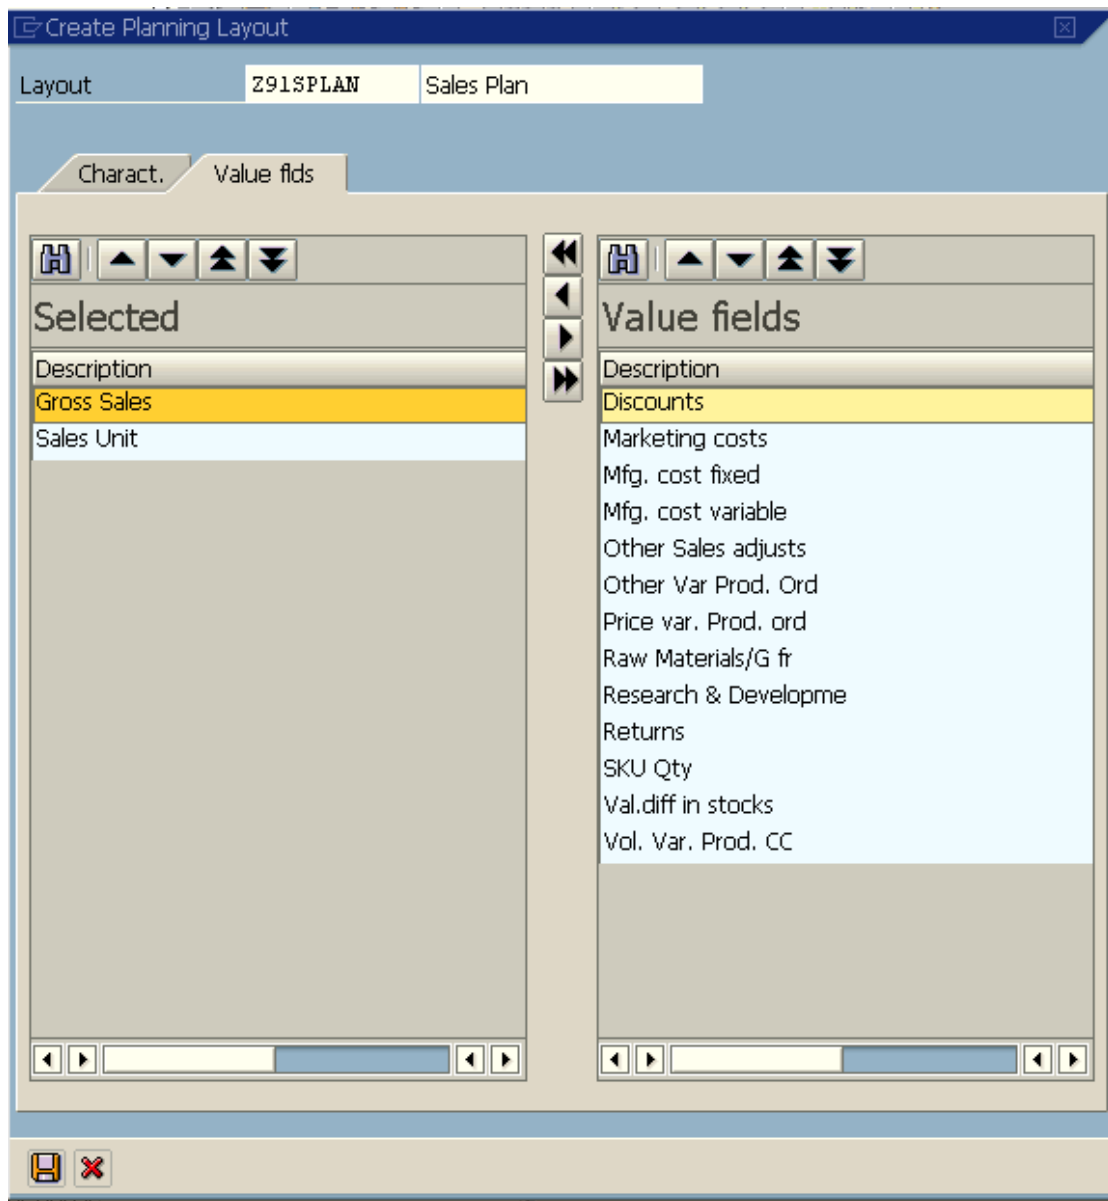 Create Planning Layout
Layout Z91SPLAN Sales Plan
Charact. Value flds
Selected
Description
Gross Sales
Sales Unit
Value fields
Description
Discounts
Marketing costs
Mfg. cost fixed
Mfg. cost variable
Other Sales adjusts
Other Var Prod. Ord
Price var. Prod. ord
Raw Materials/G fr
Research & Developme
Returns
SKU Qty
Val.diff in stocks
Vol. Var. Prod. CC